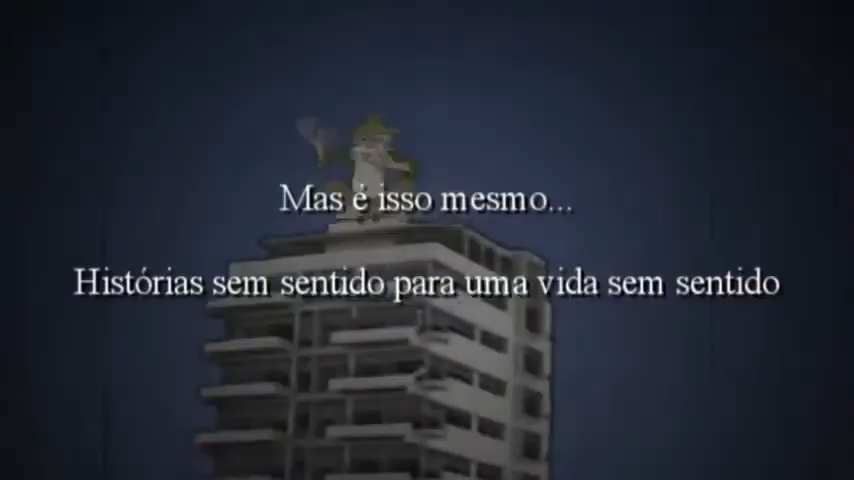 Mas é isso mesmo...
Histórias sem sentido para uma vida sem sentido